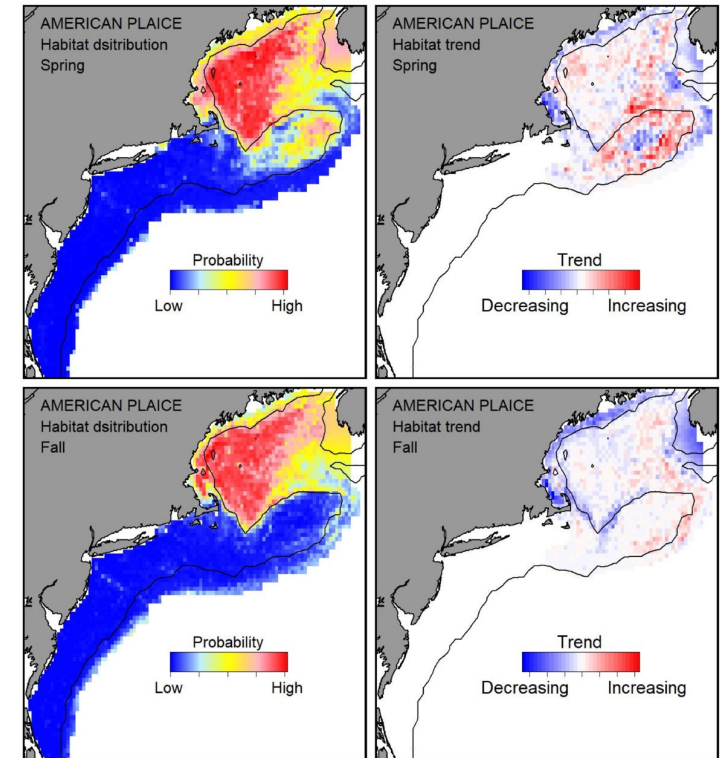 AMERICAN PLAICE
Habitat dsitribution
Spring
Probability
Low High
AMERICAN PLAICE
Habitat trend
Spring
Trend
Decreasing Increasing
AMERICAN PLAICE
Habitat dsitribution
Fall
Probability
Low High
AMERICAN PLAICE
Habitat trend
Fall
Trend
Decreasing Increasing